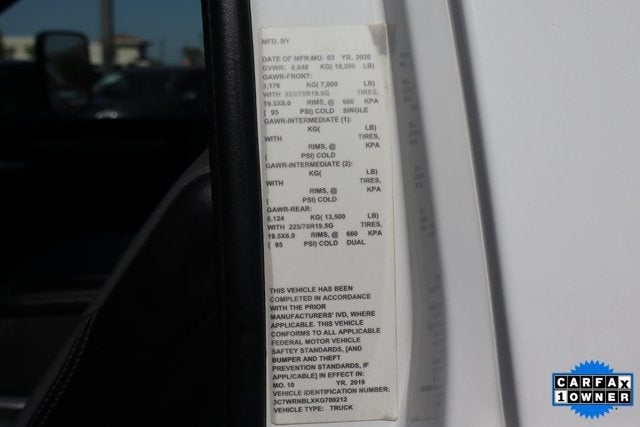 MFD. BY
DATE OF MFR:MO. 03 YR. 2020
GVWR: 8,846 KG( 19,500 LB)
GAWR-FRONT:
3,176 KG( 7,000 LB)
WITH 225/70R19.5G TIRES,
19.5X6.0 RIMS, @ 660 KPA
( 95 PSI) COLD SINGLE
GAWR-INTERMEDIATE (1):
KG( LB)
WITH TIRES,
RIMS, @ KPA
( PSI) COLD
GAWR-INTERMEDIATE (2):
KG( LB)
WITH TIRES,
RIMS, @ KPA
( PSI) COLD
GAWR-REAR:
6,124 KG( 13,500 LB)
WITH 225/70R19.5G TIRES,
19.5X6.0 RIMS, @ 660 KPA
( 95 PSI) COLD DUAL
THIS VEHICLE HAS BEEN
COMPLETED IN ACCORDANCE
WITH THE PRIOR
MANUFACTURERS' IVD, WHERE
APPLICABLE. THIS VEHICLE
CONFORMS TO ALL APPLICABLE
FEDERAL MOTOR VEHICLE
SAFTEY STANDARDS, [AND
BUMPER AND THEFT
PREVENTION STANDARDS, IF
APPLICABLE] IN EFFECT IN:
MO. 10 YR. 2019
VEHICLE IDENTIFICATION NUMBER:
3C7WRNBLXKG700212
VEHICLE TYPE: TRUCK
CARFAX
1 OWNER